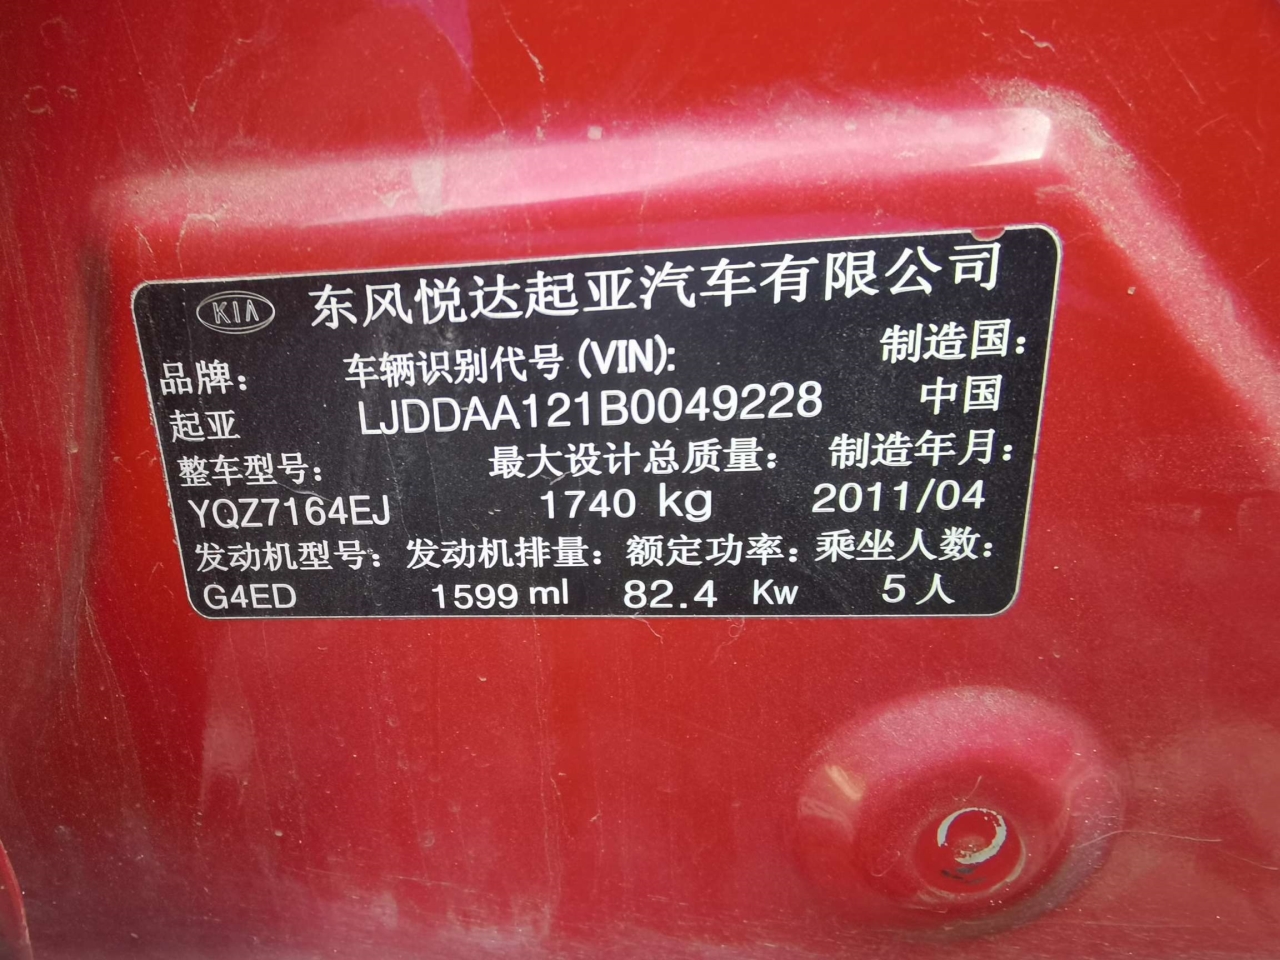 KIA 东风悦达起亚汽车有限公司
品牌: 车辆识别代号(VIN): 制造国:
起亚 LJDDAA121B0049228 中国
整车型号: 最大设计总质量: 制造年月:
YQZ7164EJ 1740 kg 2011/04
发动机型号: 发动机排量: 额定功率: 乘坐人数:
G4ED 1599 ml 82.4 Kw 5人